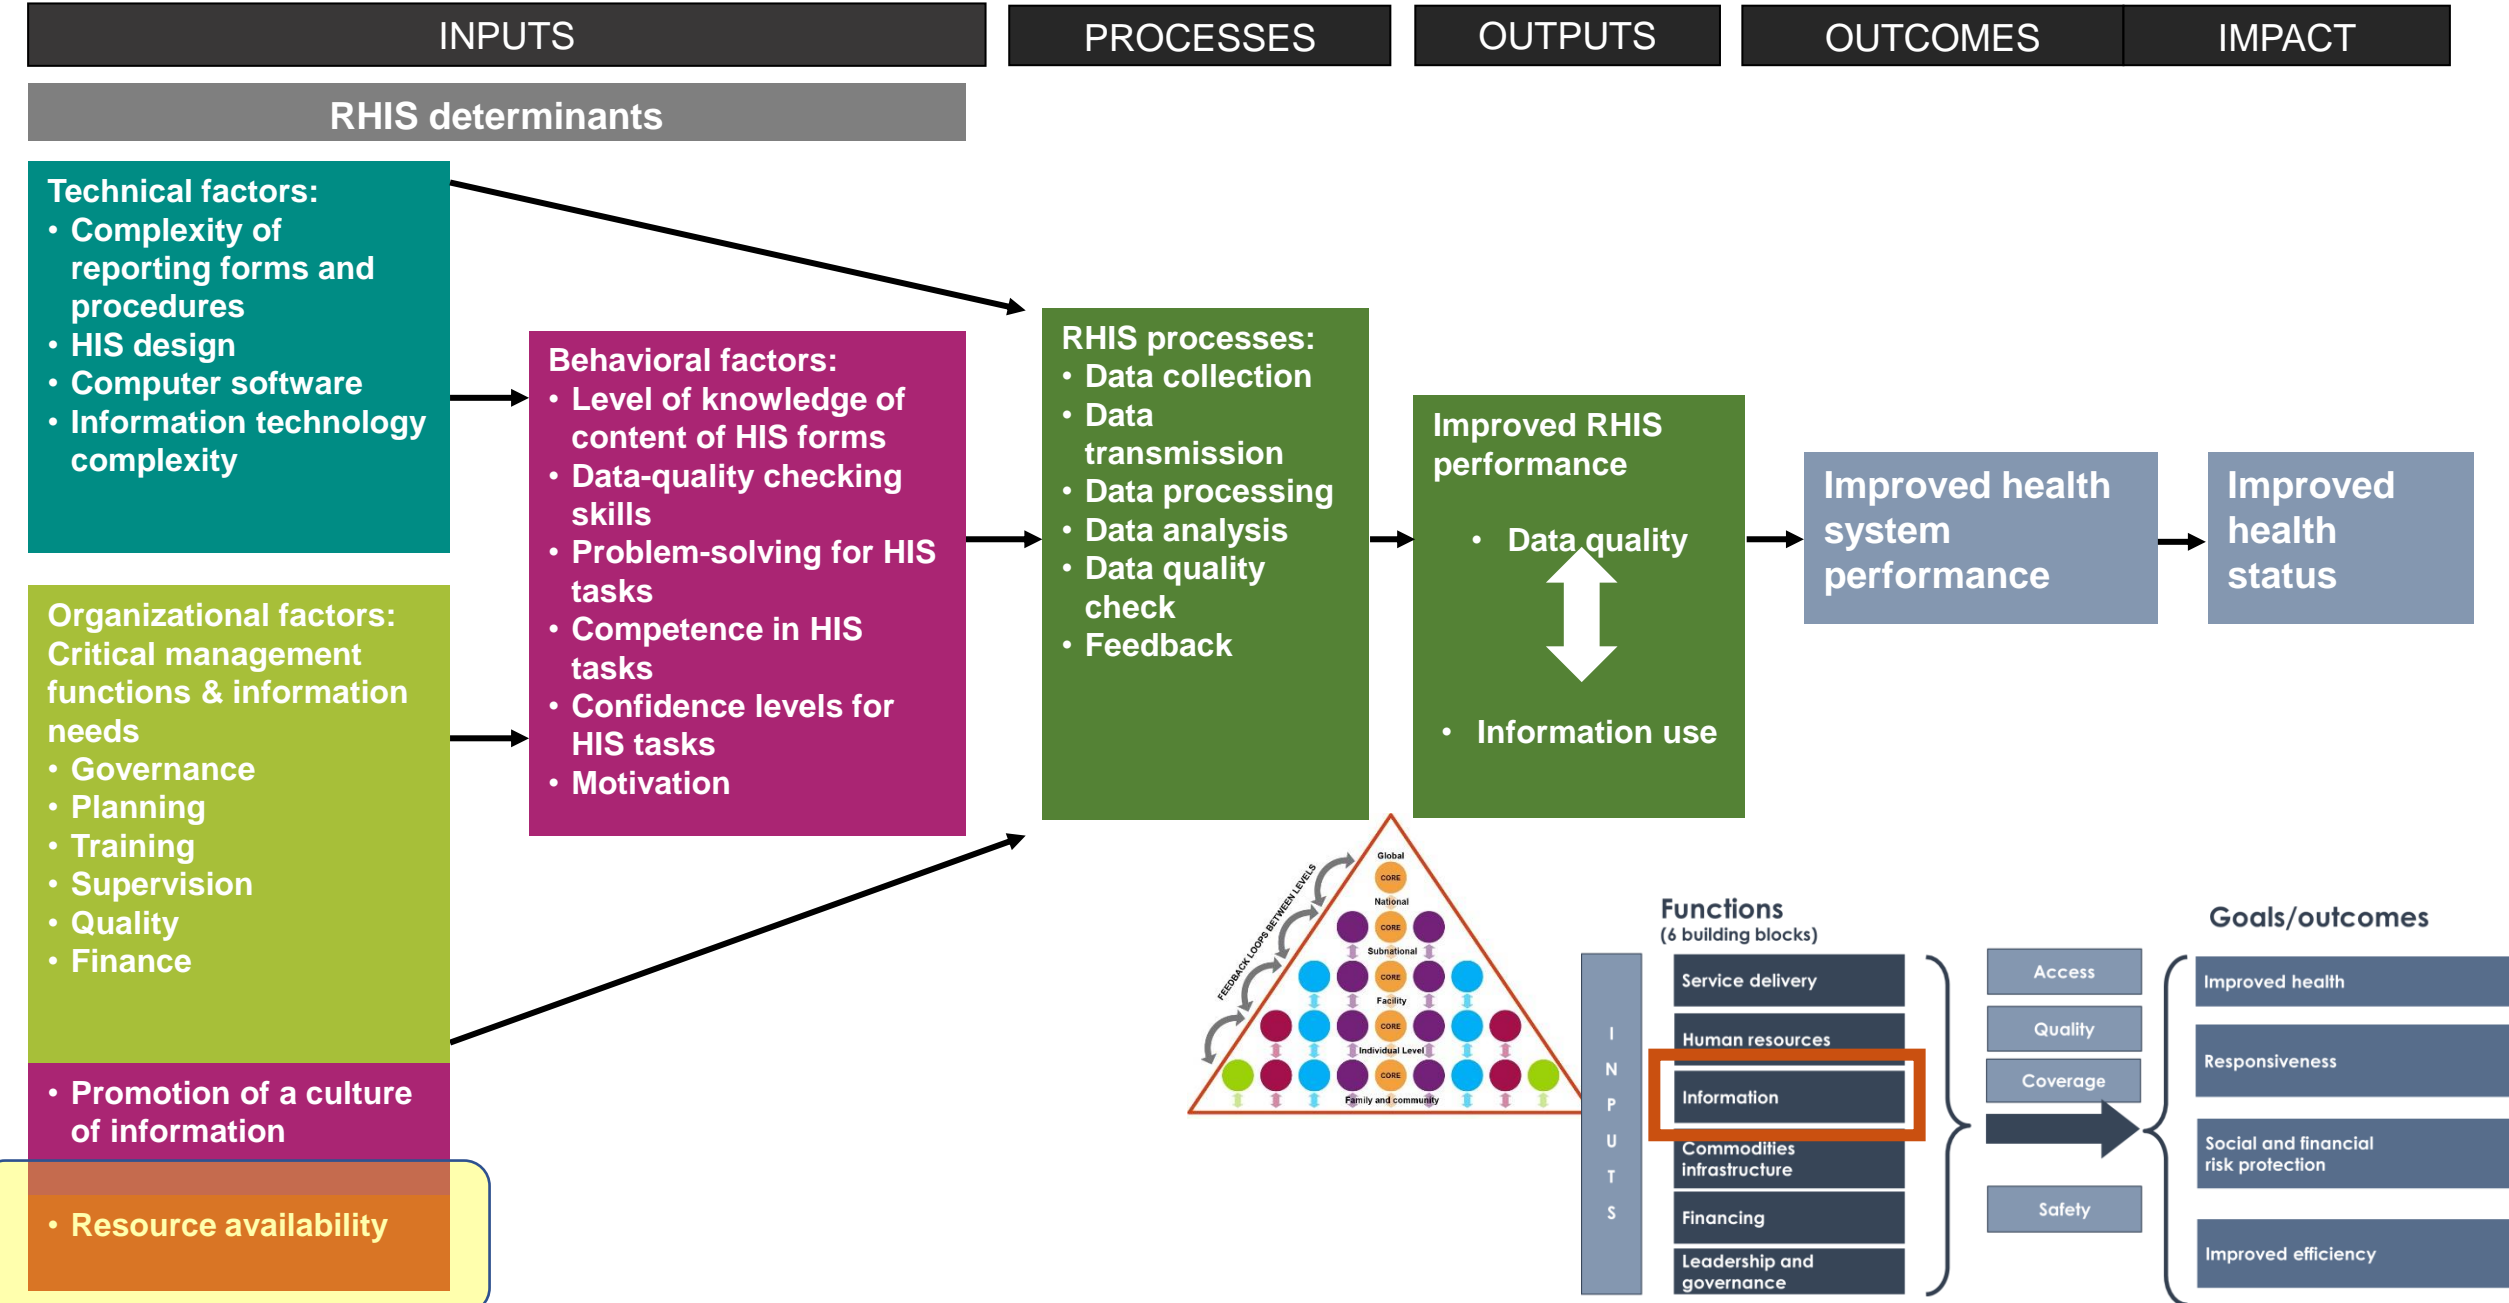 INPUTS
PROCESSES
OUTPUTS
OUTCOMES
IMPACT
RHIS determinants
Technical factors:
• Complexity of
reporting forms and
procedures
• HIS design
• Computer software
• Information technology
complexity
Organizational factors:
Critical management
functions & information
needs
• Governance
• Planning
• Training
• Supervision
• Quality
• Finance
• Promotion of a culture
of information
• Resource availability
Behavioral factors:
• Level of knowledge of
content of HIS forms
• Data-quality checking
skills
• Problem-solving for HIS
tasks
• Competence in HIS
tasks
• Confidence levels for
HIS tasks
• Motivation
RHIS processes:
• Data collection
• Data
transmission
• Data processing
• Data analysis
• Data quality
check
• Feedback
Improved RHIS
performance
• Data quality
• Information use
Improved health
system
performance
Improved
health
status
FEEDBACK LOOPS BETWEEN LEVELS
Global
CORE
National
CORE
Subnational
CORE
Facility
CORE
Individual Level
CORE
Family and community
Functions
(6 building blocks)
INPUTS
Service delivery
Human resources
Information
Commodities
infrastructure
Financing
Leadership and
governance
Access
Quality
Coverage
Safety
Goals/outcomes
Improved health
Responsiveness
Social and financial
risk protection
Improved efficiency